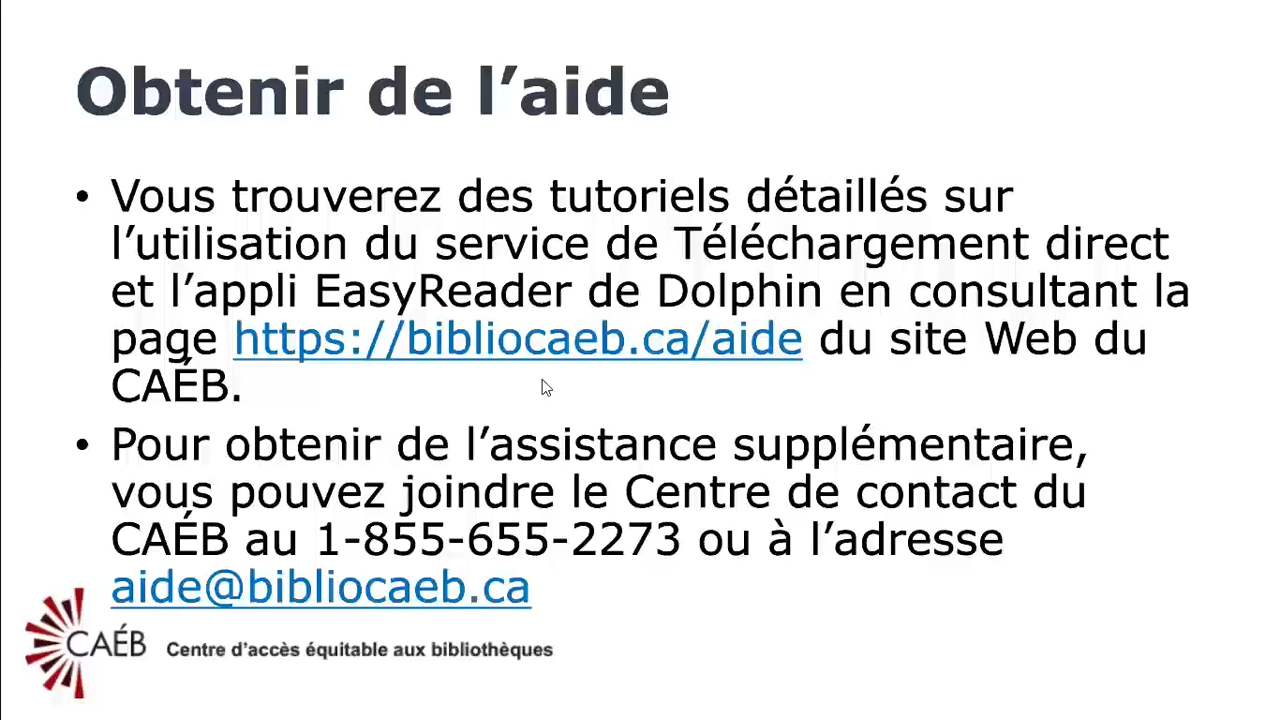 Obtenir de l’aide
• Vous trouverez des tutoriels détaillés sur
l’utilisation du service de Téléchargement direct
et l’appli EasyReader de Dolphin en consultant la
page https://bibliocaeb.ca/aide du site Web du
CAÉB.
• Pour obtenir de l’assistance supplémentaire,
vous pouvez joindre le Centre de contact du
CAÉB au 1-855-655-2273 ou à l’adresse
aide@bibliocaeb.ca
CAÉB Centre d’accès équitable aux bibliothèques